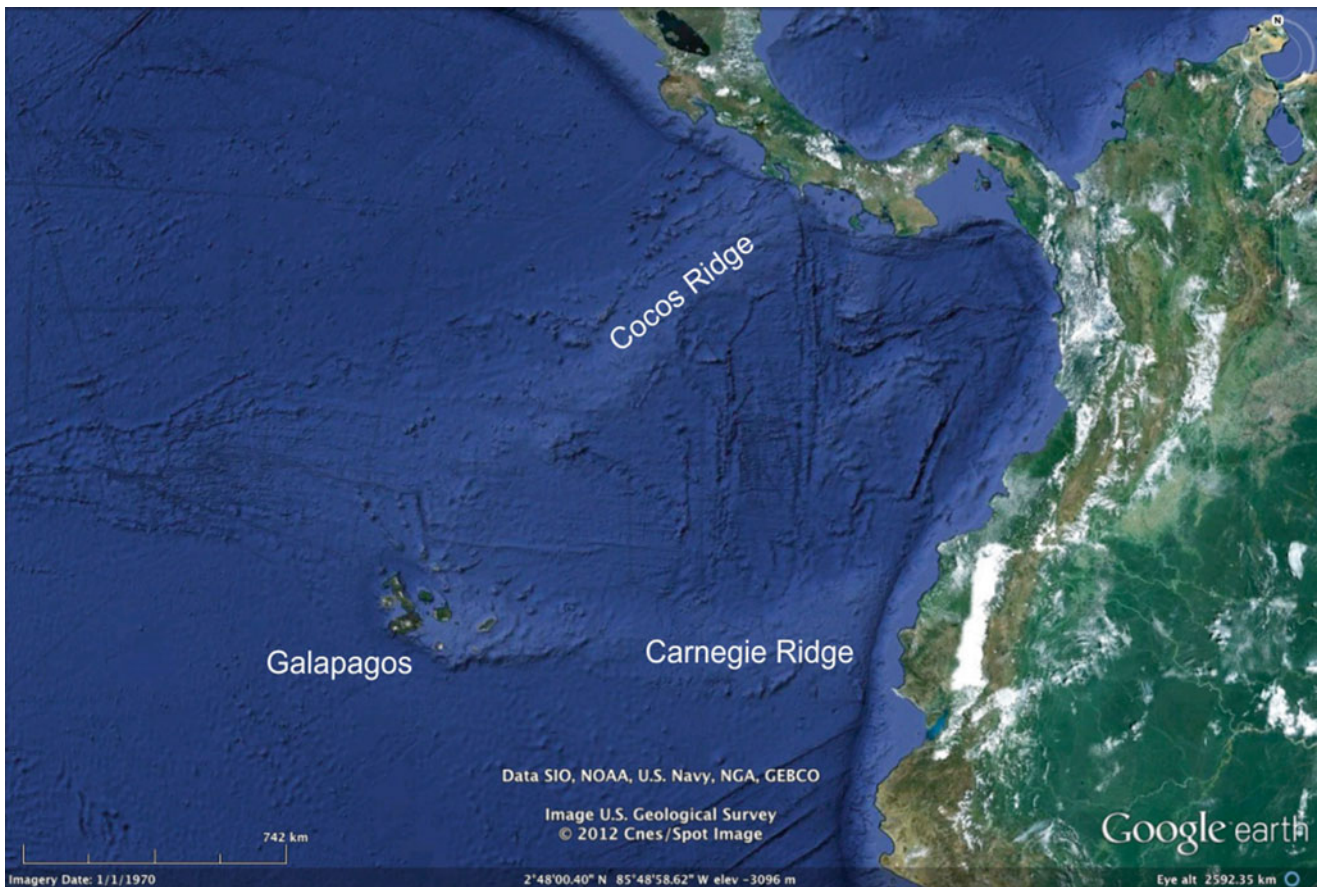 N
Cocos Ridge
Galapagos
Carnegie Ridge
Data SIO, NOAA, U.S. Navy, NGA, GEBCO
Image U.S. Geological Survey
© 2012 Cnes/Spot Image
742 km
Google earth
Imagery Date: 1/1/1970
2°48'00.40" N 85°48'58.62" W elev -3096 m
Eye alt 2592.35 km